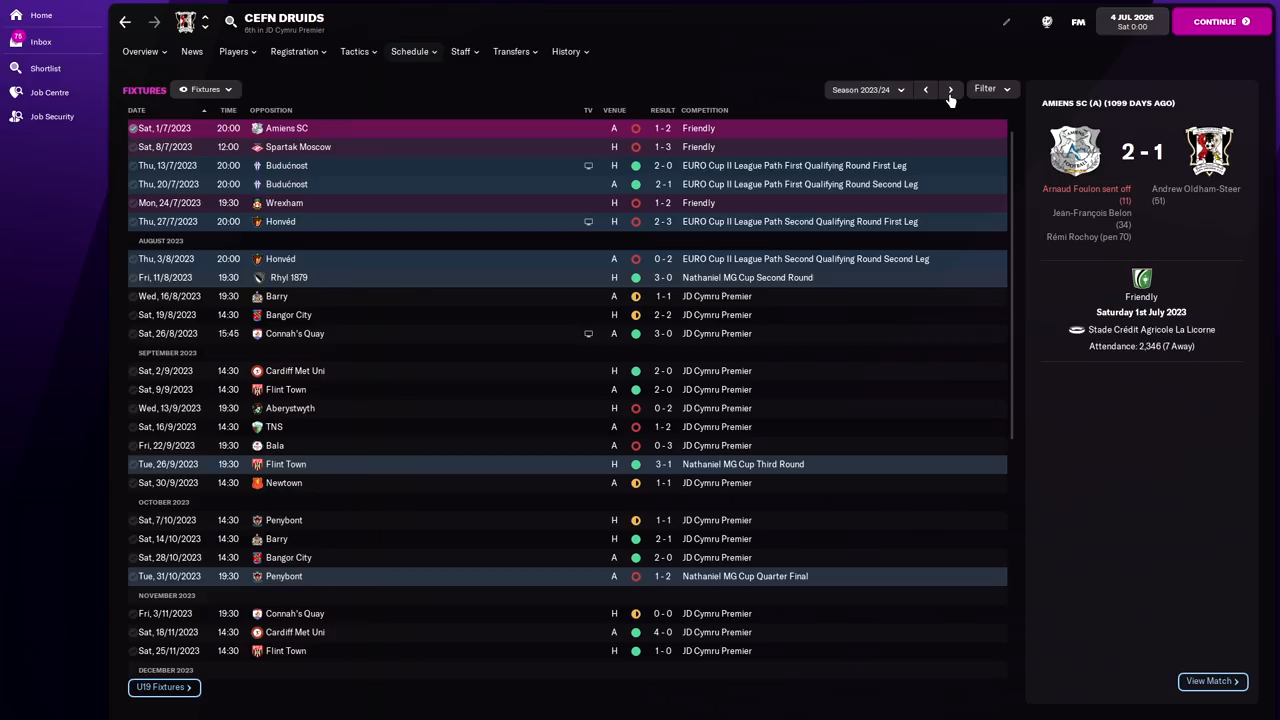 Home
75
Inbox
Shortlist
Job Centre
Job Security
CEFN DRUIDS
6th in JD Cymru Premier
FM
4 JUL 2026
Sat 0:00
CONTINUE
Overview
News
Players
Registration
Tactics
Schedule
Staff
Transfers
History
FIXTURES
Fixtures
Season 2023/24
Filter
DATE TIME OPPOSITION TV VENUE RESULT COMPETITION
Sat, 1/7/2023 20:00 Amiens SC A 1 - 2 Friendly
Sat, 8/7/2023 12:00 Spartak Moscow H 1 - 3 Friendly
Thu, 13/7/2023 20:00 Budućnost H 2 - 0 EURO Cup II League Path First Qualifying Round First Leg
Thu, 20/7/2023 20:00 Budućnost A 2 - 1 EURO Cup II League Path First Qualifying Round Second Leg
Mon, 24/7/2023 19:30 Wrexham H 1 - 2 Friendly
Thu, 27/7/2023 20:00 Honvéd H 2 - 3 EURO Cup II League Path Second Qualifying Round First Leg
AUGUST 2023
Thu, 3/8/2023 20:00 Honvéd A 0 - 2 EURO Cup II League Path Second Qualifying Round Second Leg
Fri, 11/8/2023 19:30 Rhyl 1879 H 3 - 0 Nathaniel MG Cup Second Round
Wed, 16/8/2023 19:30 Barry A 1 - 1 JD Cymru Premier
Sat, 19/8/2023 14:30 Bangor City H 2 - 2 JD Cymru Premier
Sat, 26/8/2023 15:45 Connah's Quay A 3 - 0 JD Cymru Premier
SEPTEMBER 2023
Sat, 2/9/2023 14:30 Cardiff Met Uni H 2 - 0 JD Cymru Premier
Sat, 9/9/2023 14:30 Flint Town A 2 - 0 JD Cymru Premier
Wed, 13/9/2023 19:30 Aberystwyth H 0 - 2 JD Cymru Premier
Sat, 16/9/2023 14:30 TNS A 1 - 2 JD Cymru Premier
Fri, 22/9/2023 19:30 Bala A 0 - 3 JD Cymru Premier
Tue, 26/9/2023 19:30 Flint Town H 3 - 1 Nathaniel MG Cup Third Round
Sat, 30/9/2023 14:30 Newtown A 1 - 1 JD Cymru Premier
OCTOBER 2023
Sat, 7/10/2023 14:30 Penybont H 1 - 1 JD Cymru Premier
Sat, 14/10/2023 14:30 Barry H 2 - 1 JD Cymru Premier
Sat, 28/10/2023 14:30 Bangor City A 2 - 0 JD Cymru Premier
Tue, 31/10/2023 19:30 Penybont A 1 - 2 Nathaniel MG Cup Quarter Final
NOVEMBER 2023
Fri, 3/11/2023 19:30 Connah's Quay H 0 - 0 JD Cymru Premier
Sat, 18/11/2023 14:30 Cardiff Met Uni A 4 - 0 JD Cymru Premier
Sat, 25/11/2023 14:30 Flint Town H 1 - 0 JD Cymru Premier
DECEMBER 2023
U19 Fixtures
AMIENS SC (A) (1099 DAYS AGO)
2 - 1
Arnaud Foulon sent off
(11)
Jean-François Belon
(34)
Rémi Rochoy (pen 70)
Andrew Oldham-Steer
(51)
Friendly
Saturday 1st July 2023
Stade Crédit Agricole La Licorne
Attendance: 2,346 (7 Away)
View Match